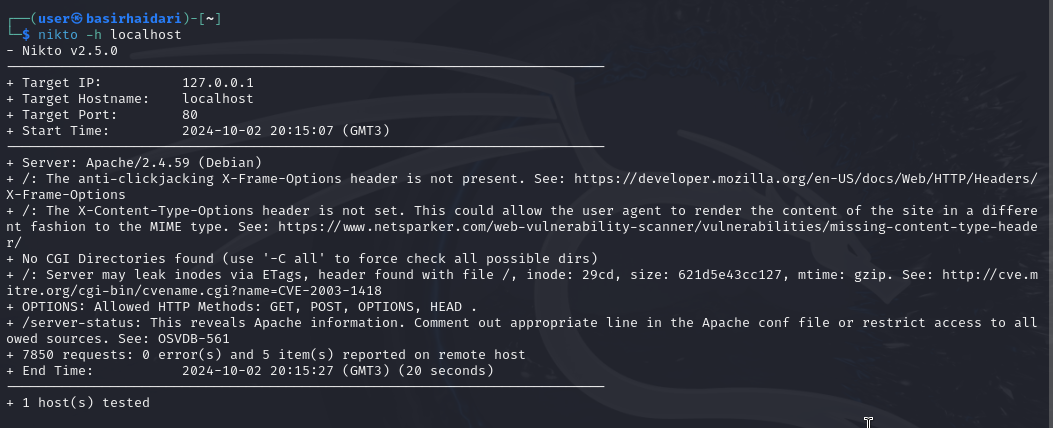 ┌──(user㉿basirhaidari)-[~]
└─$ nikto -h localhost
- Nikto v2.5.0
---------------------------------------------------------------------------
+ Target IP:          127.0.0.1
+ Target Hostname:    localhost
+ Target Port:        80
+ Start Time:         2024-10-02 20:15:07 (GMT3)
---------------------------------------------------------------------------
+ Server: Apache/2.4.59 (Debian)
+ /: The anti-clickjacking X-Frame-Options header is not present. See: https://developer.mozilla.org/en-US/docs/Web/HTTP/Headers/
X-Frame-Options
+ /: The X-Content-Type-Options header is not set. This could allow the user agent to render the content of the site in a differe
nt fashion to the MIME type. See: https://www.netsparker.com/web-vulnerability-scanner/vulnerabilities/missing-content-type-heade
r/
+ No CGI Directories found (use '-C all' to force check all possible dirs)
+ /: Server may leak inodes via ETags, header found with file /, inode: 29cd, size: 621d5e43cc127, mtime: gzip. See: http://cve.m
itre.org/cgi-bin/cvename.cgi?name=CVE-2003-1418
+ OPTIONS: Allowed HTTP Methods: GET, POST, OPTIONS, HEAD .
+ /server-status: This reveals Apache information. Comment out appropriate line in the Apache conf file or restrict access to all
owed sources. See: OSVDB-561
+ 7850 requests: 0 error(s) and 5 item(s) reported on remote host
+ End Time:           2024-10-02 20:15:27 (GMT3) (20 seconds)
---------------------------------------------------------------------------
+ 1 host(s) tested